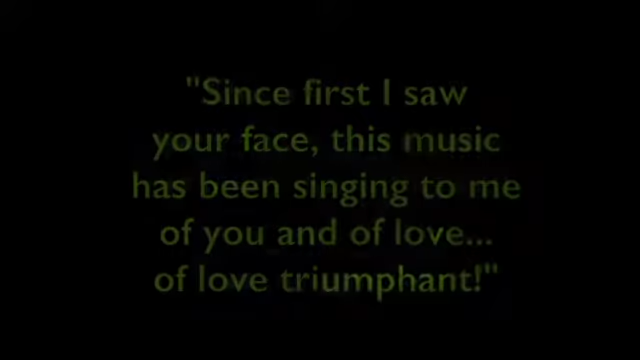 "Since first I saw
your face, this music
has been singing to me
of you and of love...
of love triumphant!"